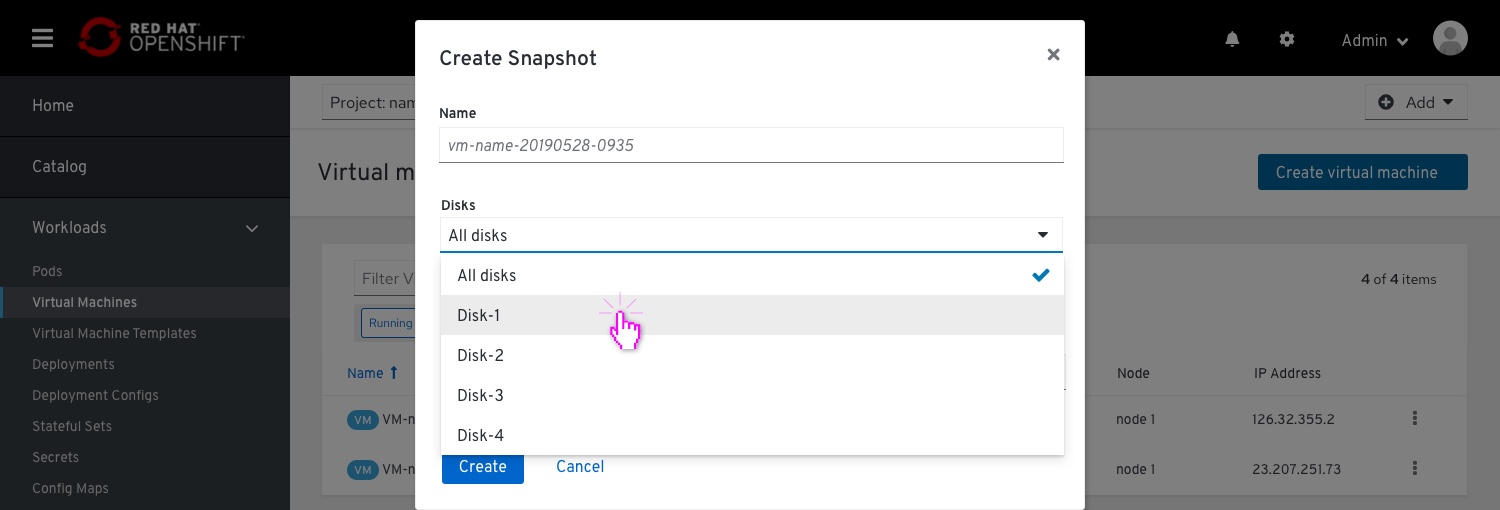 RED HAT
OPENSHIFT
Admin
Create Snapshot
Home
Catalog
Workloads
Pods
Virtual Machines
Virtual Machine Templates
Deployments
Deployment Configs
Stateful Sets
Secrets
Config Maps
Project:
Add
Virtual
Create virtual machine
Name
vm-name-20190528-0935
Disks
All disks
All disks
Disk-1
Disk-2
Disk-3
Disk-4
Create
Cancel
Filter
4 of 4 items
Running
Name
Node
IP Address
VM
node 1
126.32.355.2
VM
node 1
23.207.251.73